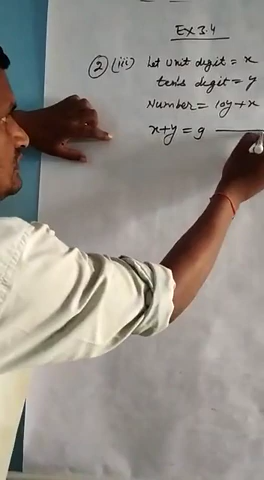 EX 3.4
② (iii) Let unit digit = x
tens digit = y
Number = 10y + x
x+y = 9